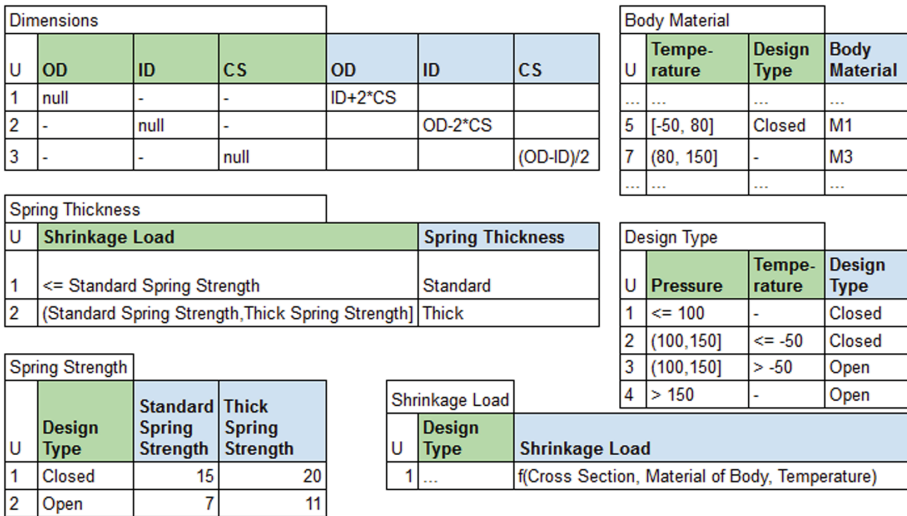 Dimensions
U OD ID CS OD ID CS
1 null - - ID+2*CS
2 - null - OD-2*CS
3 - - null (OD-ID)/2
Body Material
U Tempe- rature Design Type Body Material
... ... ... ...
5 [-50, 80] Closed M1
7 (80, 150] - M3
... ... ... ...
Spring Thickness
U Shrinkage Load Spring Thickness
1 <= Standard Spring Strength Standard
2 (Standard Spring Strength,Thick Spring Strength] Thick
Design Type
U Pressure Tempe- rature Design Type
1 <= 100 - Closed
2 (100,150] <= -50 Closed
3 (100,150] > -50 Open
4 > 150 - Open
Spring Strength
U Design Type Standard Spring Strength Thick Spring Strength
1 Closed 15 20
2 Open 7 11
Shrinkage Load
U Design Type Shrinkage Load
1 ... f(Cross Section, Material of Body, Temperature)